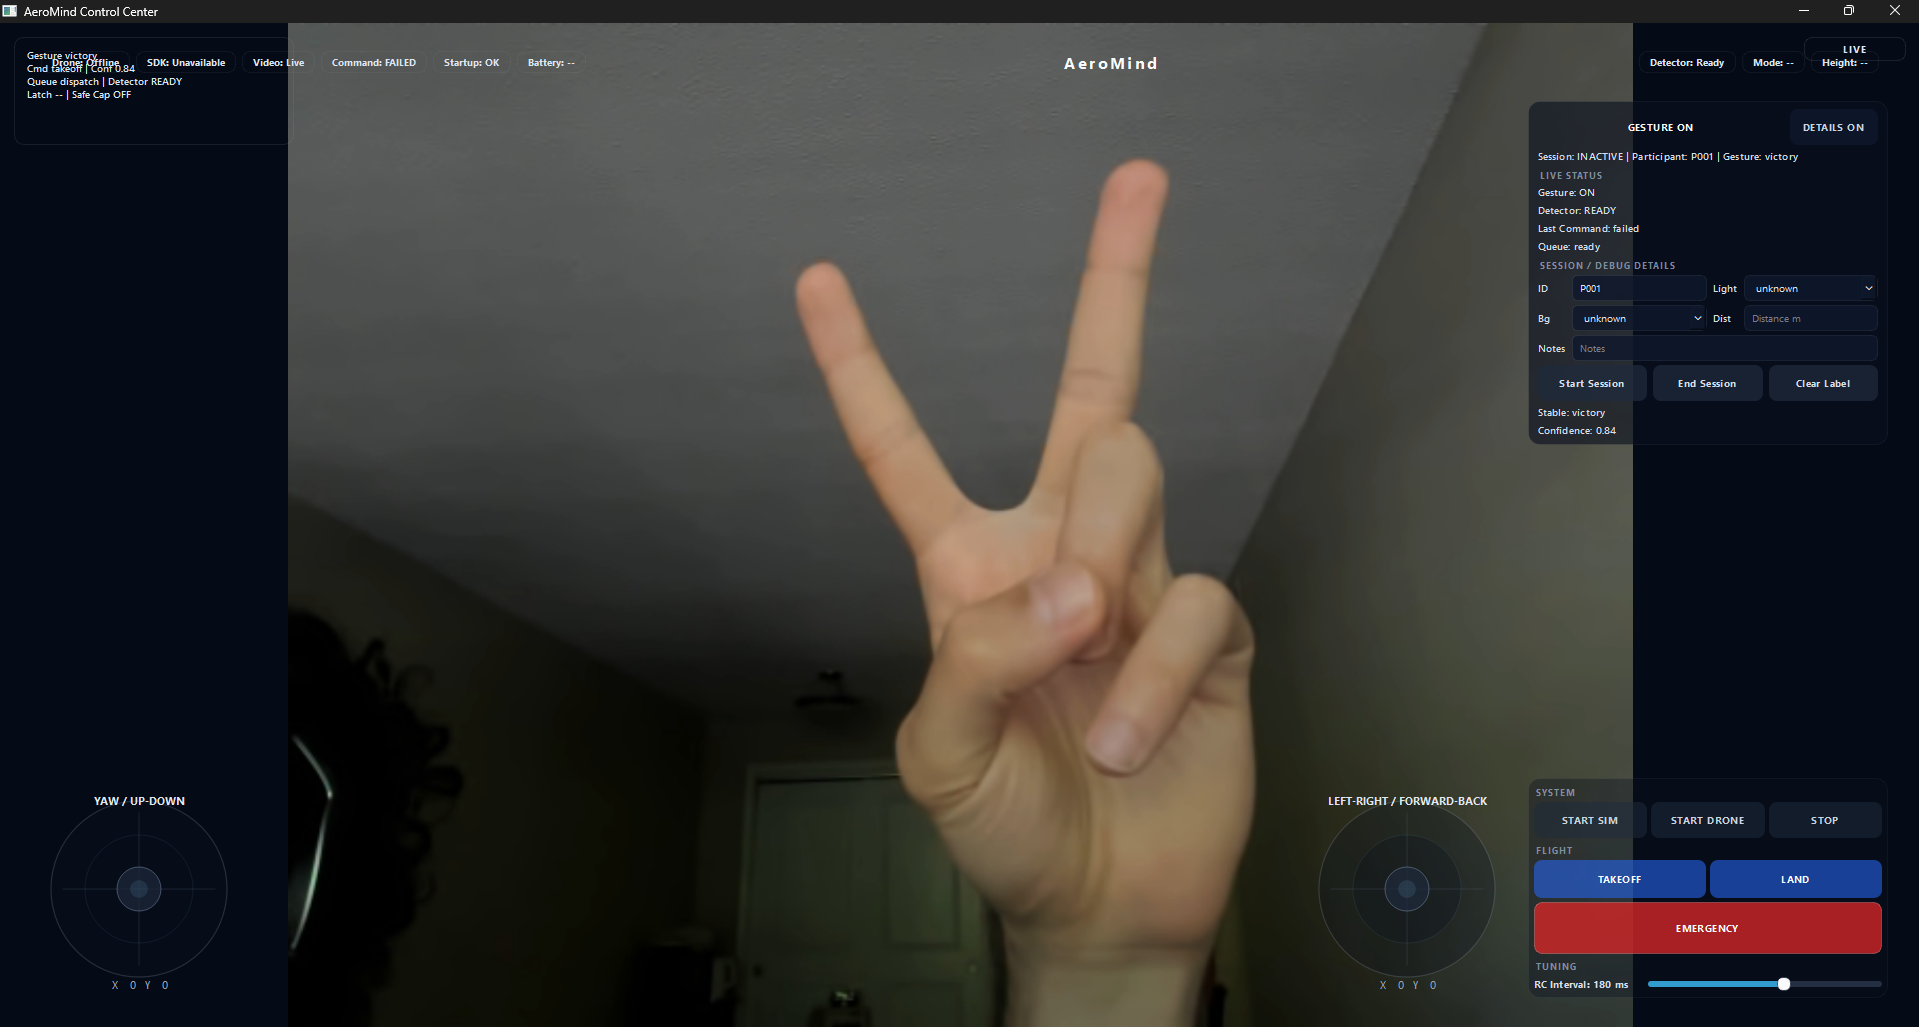 AeroMind Control Center
Gesture victory
Drone: Offline
SDK: Unavailable
Video: Live
Command: FAILED
Startup: OK
Battery: --
Cmd takeoff | Conf 0.84
Queue dispatch | Detector READY
Latch -- | Safe Cap OFF
AeroMind
LIVE
Detector: Ready
Mode: --
Height: --
GESTURE ON
DETAILS ON
Session: INACTIVE | Participant: P001 | Gesture: victory
LIVE STATUS
Gesture: ON
Detector: READY
Last Command: failed
Queue: ready
SESSION / DEBUG DETAILS
ID P001 Light unknown
Bg unknown Dist Distance m
Notes Notes
Start Session End Session Clear Label
Stable: victory
Confidence: 0.84
YAW / UP-DOWN
X 0 Y 0
LEFT-RIGHT / FORWARD-BACK
X 0 Y 0
SYSTEM
START SIM START DRONE STOP
FLIGHT
TAKEOFF LAND
EMERGENCY
TUNING
RC Interval: 180 ms